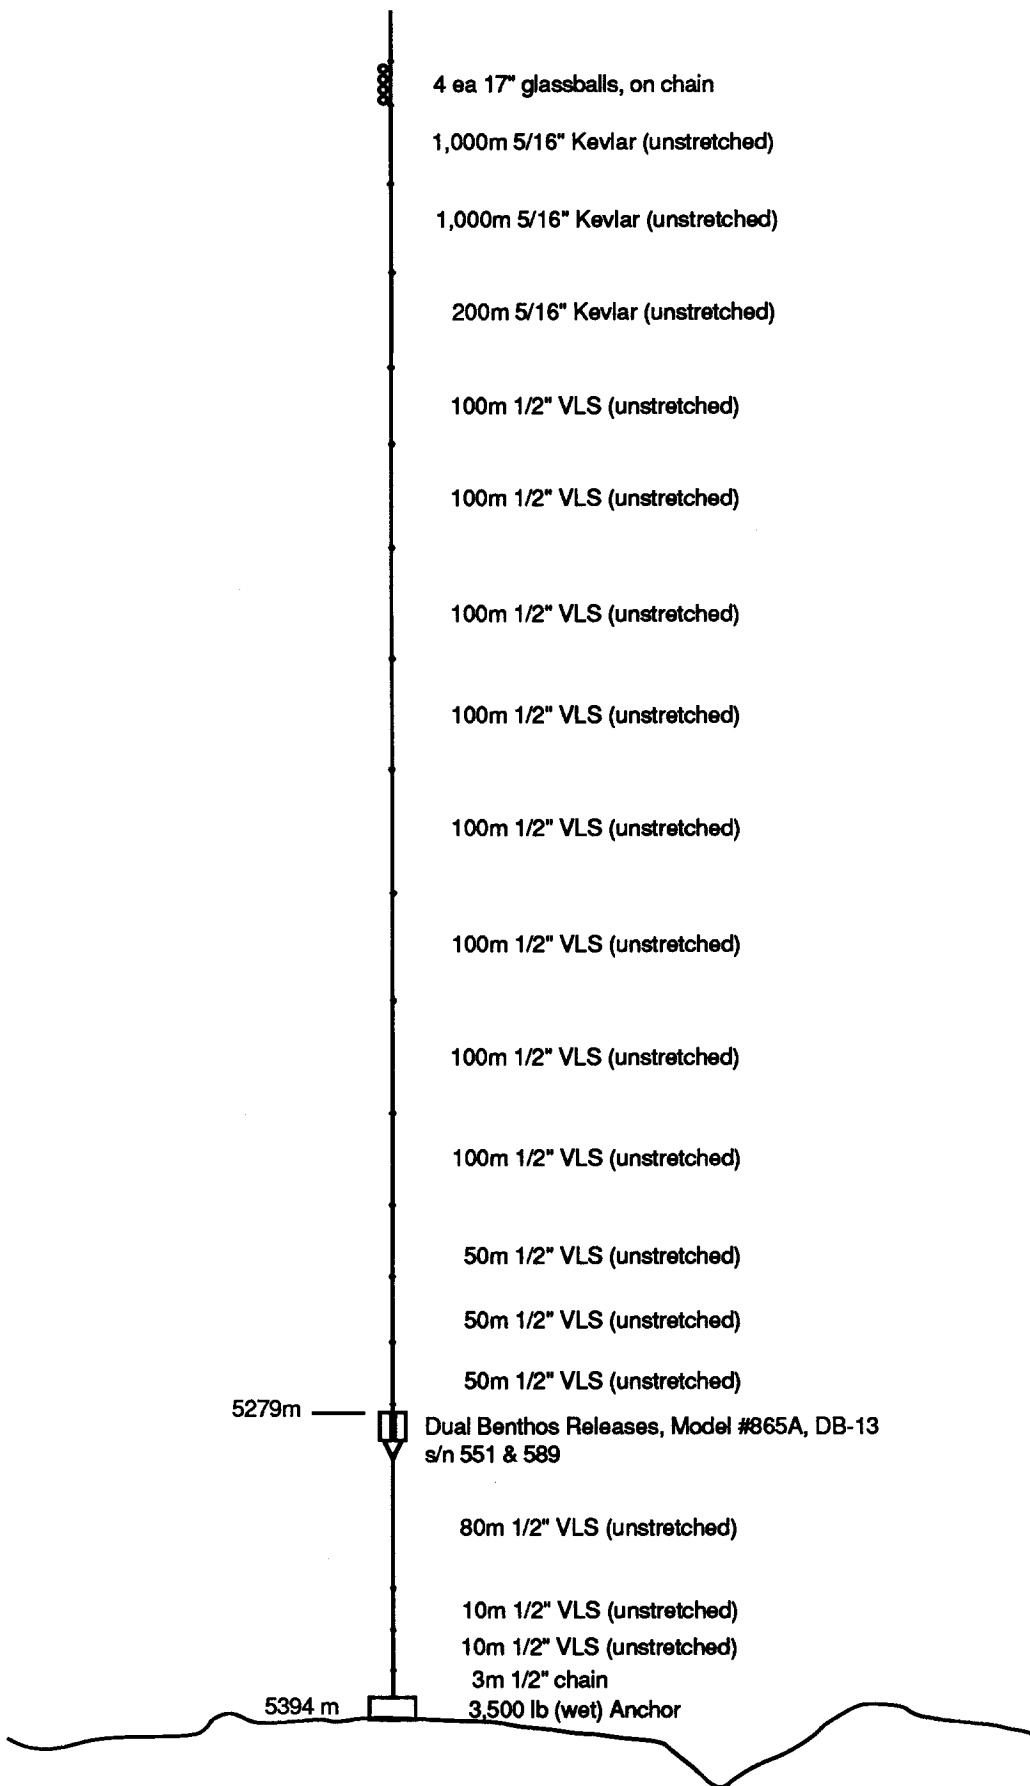 4 ea 17" glassballs, on chain
1,000m 5/16" Kevlar (unstretched)
1,000m 5/16" Kevlar (unstretched)
200m 5/16" Kevlar (unstretched)
100m 1/2" VLS (unstretched)
100m 1/2" VLS (unstretched)
100m 1/2" VLS (unstretched)
100m 1/2" VLS (unstretched)
100m 1/2" VLS (unstretched)
100m 1/2" VLS (unstretched)
100m 1/2" VLS (unstretched)
100m 1/2" VLS (unstretched)
50m 1/2" VLS (unstretched)
50m 1/2" VLS (unstretched)
50m 1/2" VLS (unstretched)
5279m
Dual Benthos Releases, Model #865A, DB-13
s/n 551 & 589
80m 1/2" VLS (unstretched)
10m 1/2" VLS (unstretched)
10m 1/2" VLS (unstretched)
3m 1/2" chain
5394 m
3,500 lb (wet) Anchor